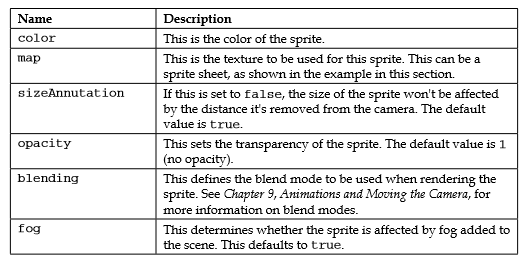 Name Description
color This is the color of the sprite.
map This is the texture to be used for this sprite. This can be a
sprite sheet, as shown in the example in this section.
sizeAnnutation If this is set to false, the size of the sprite won't be affected
by the distance it's removed from the camera. The default
value is true.
opacity This sets the transparency of the sprite. The default value is 1
(no opacity).
blending This defines the blend mode to be used when rendering the
sprite. See Chapter 9, Animations and Moving the Camera, for
more information on blend modes.
fog This determines whether the sprite is affected by fog added to
the scene. This defaults to true.